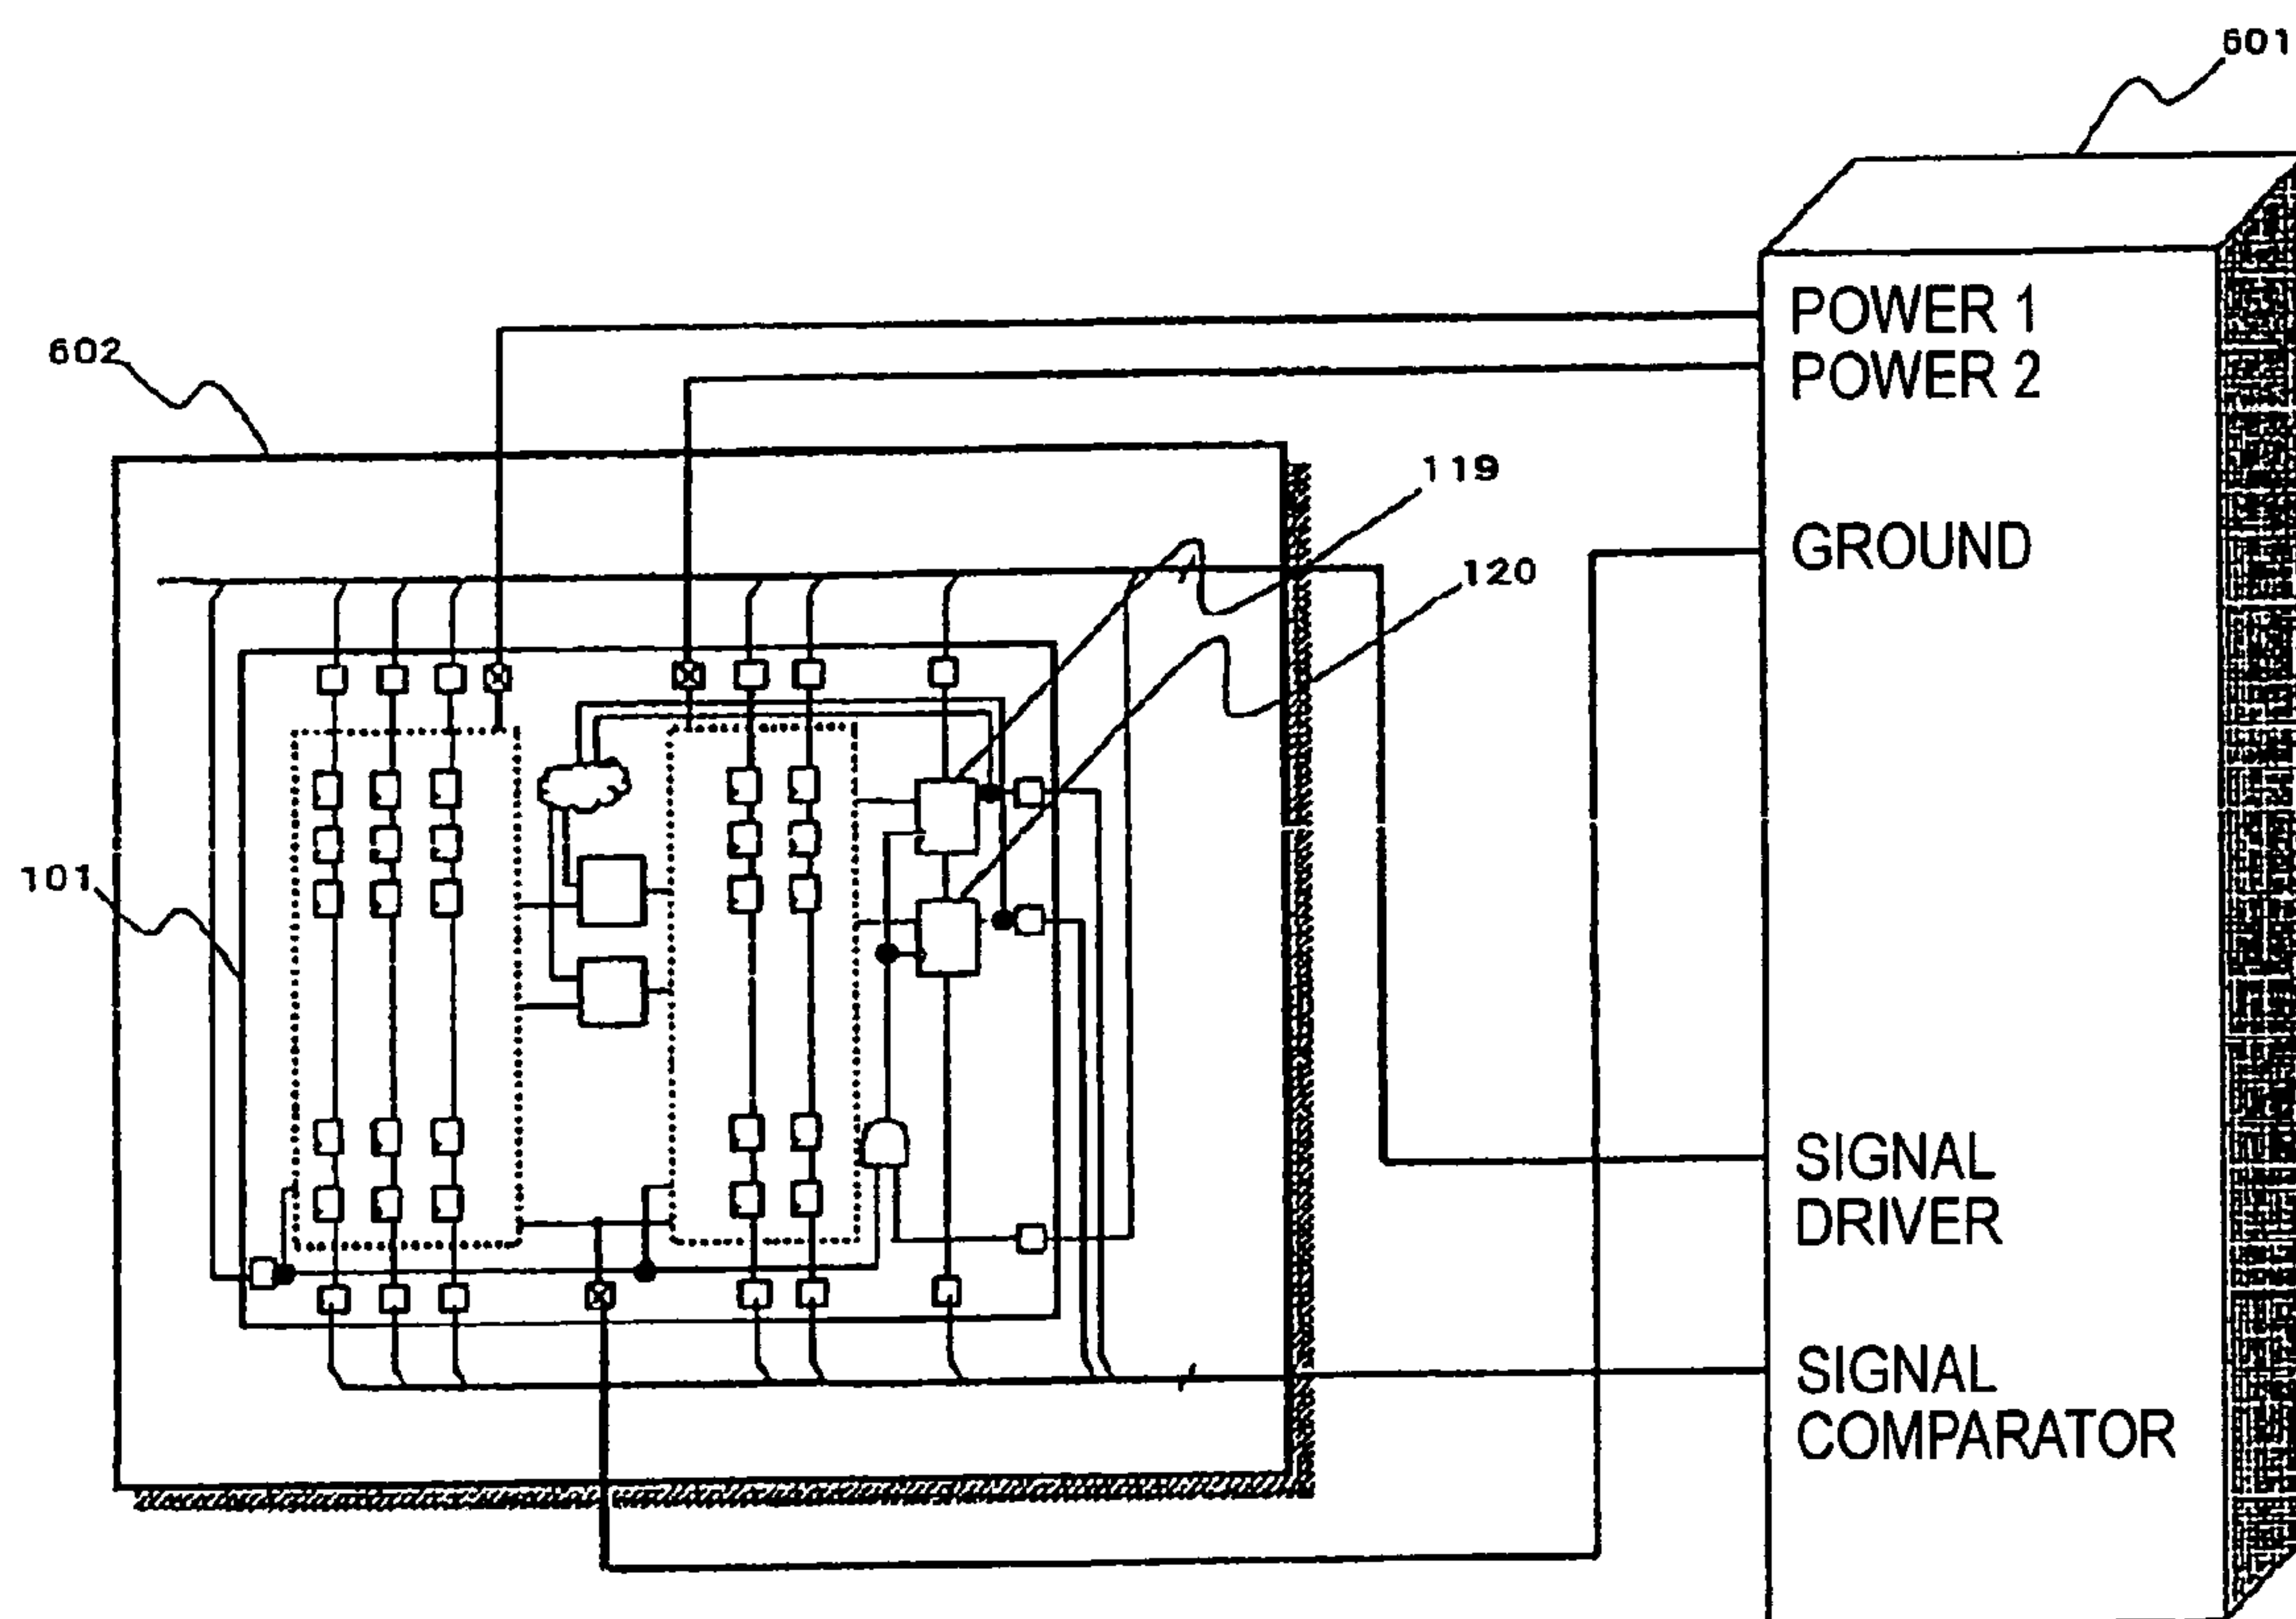 601
POWER 1
602
POWER 2
119
GROUND
120
101
SIGNAL
DRIVER
SIGNAL
COMPARATOR